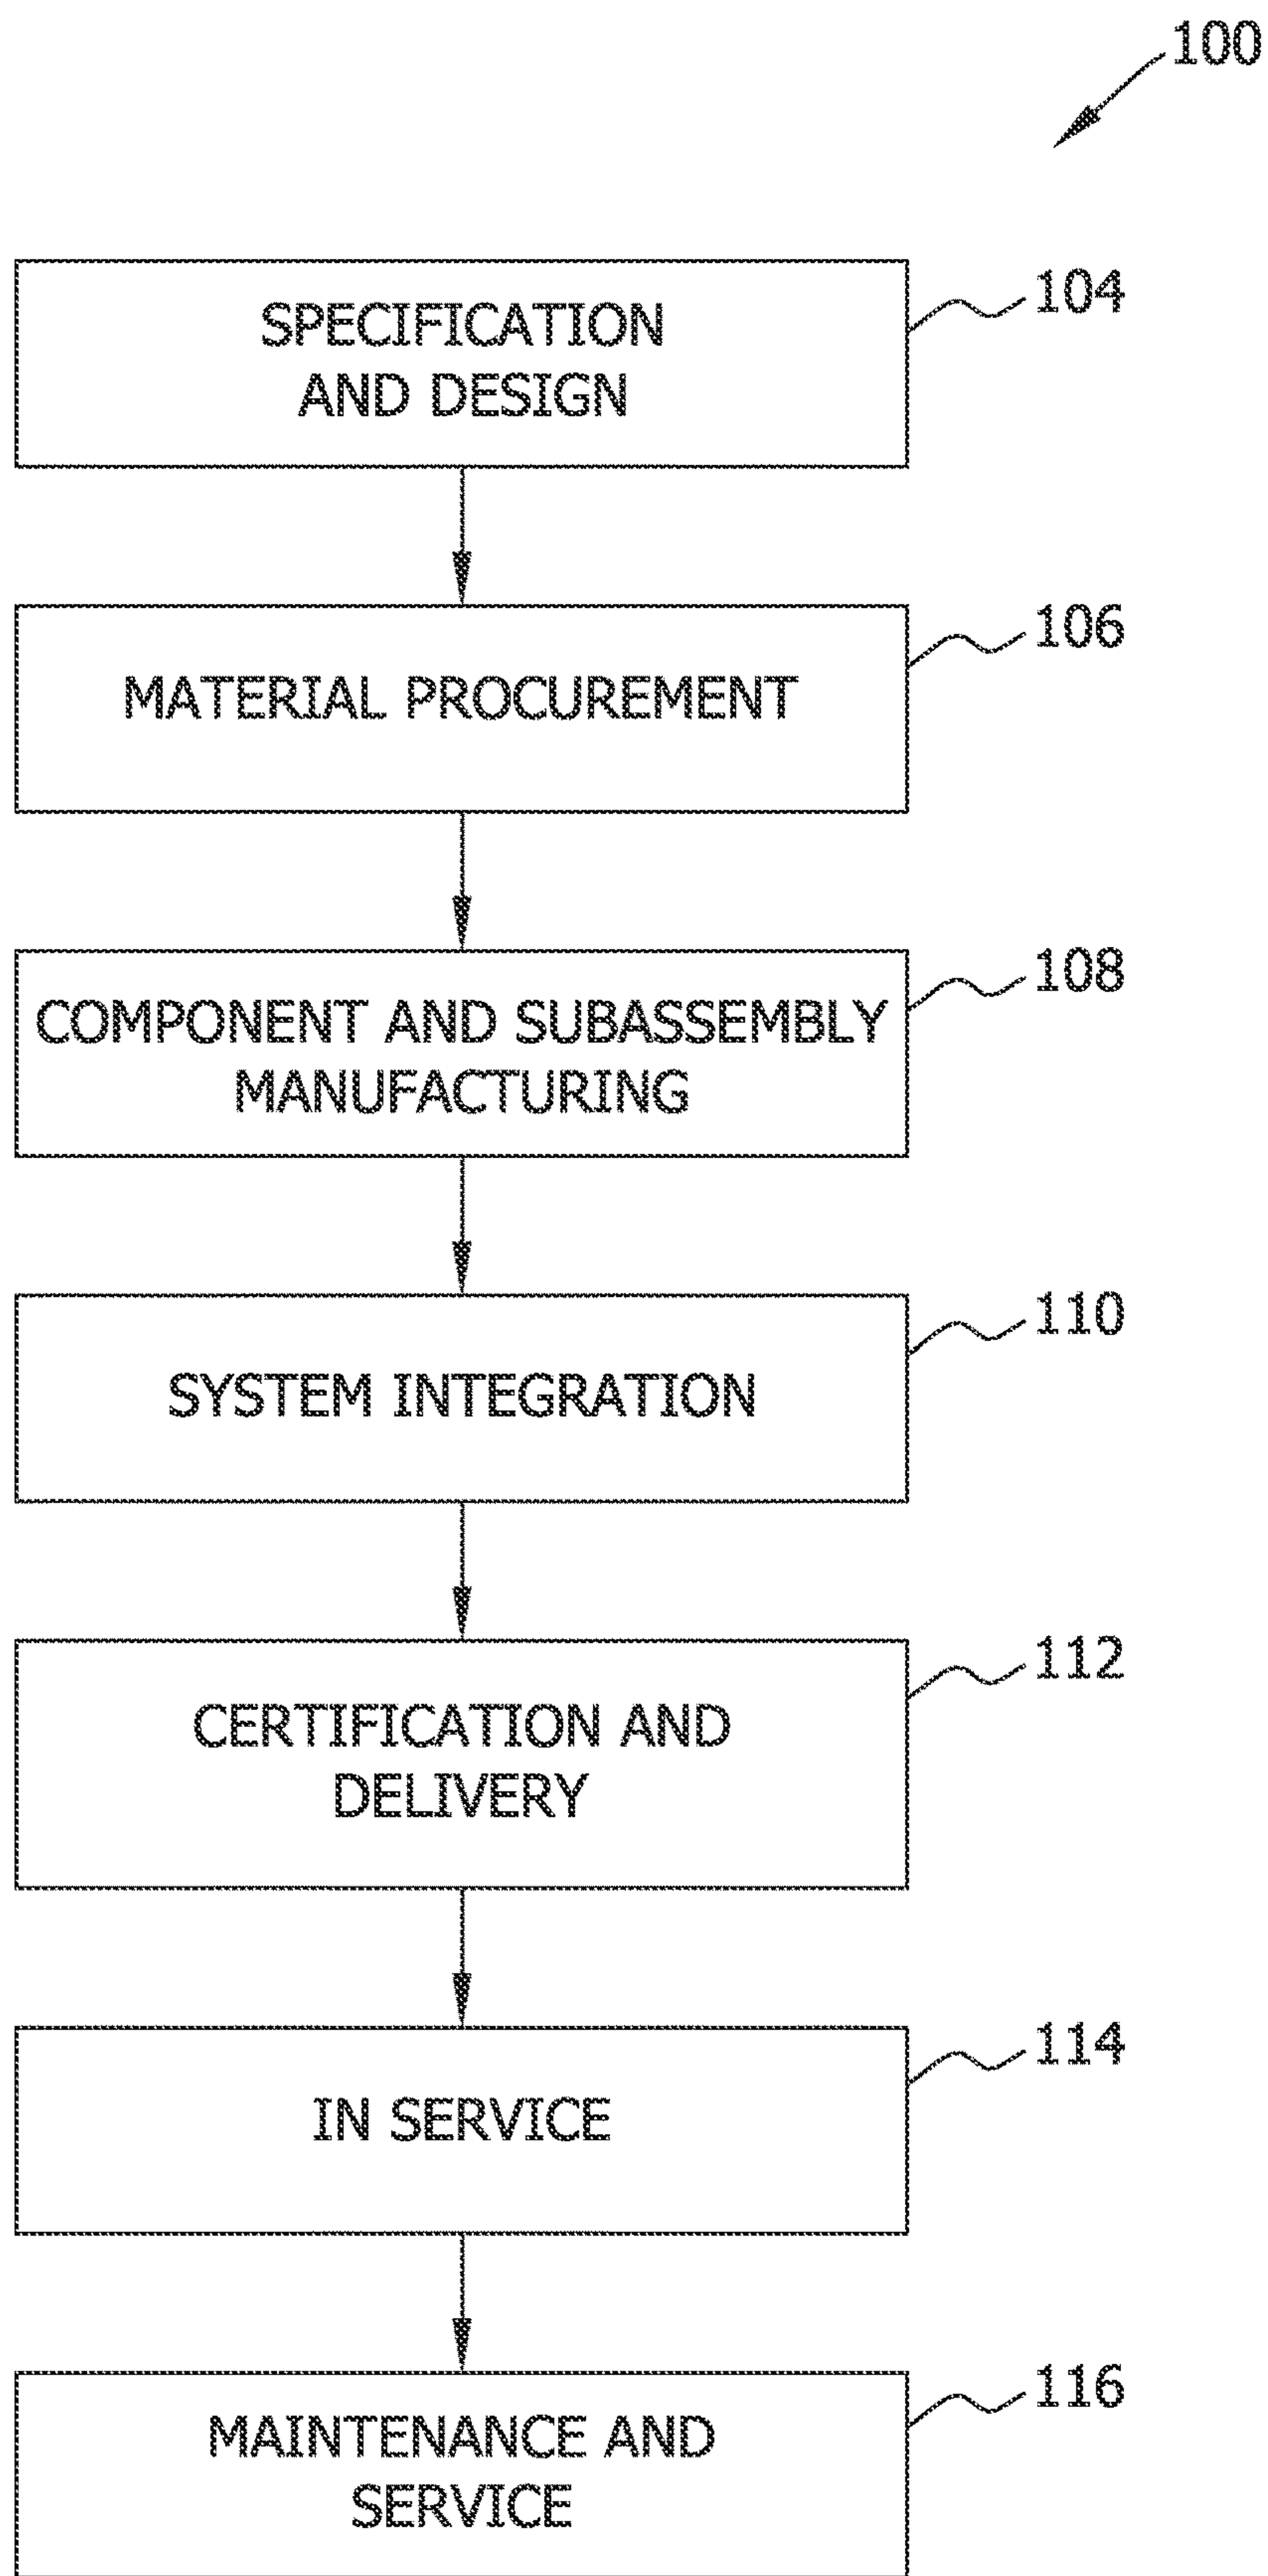 100
SPECIFICATION
AND DESIGN
104
MATERIAL PROCUREMENT
106
COMPONENT AND SUBASSEMBLY
MANUFACTURING
108
SYSTEM INTEGRATION
110
CERTIFICATION AND
DELIVERY
112
IN SERVICE
114
MAINTENANCE AND
SERVICE
116